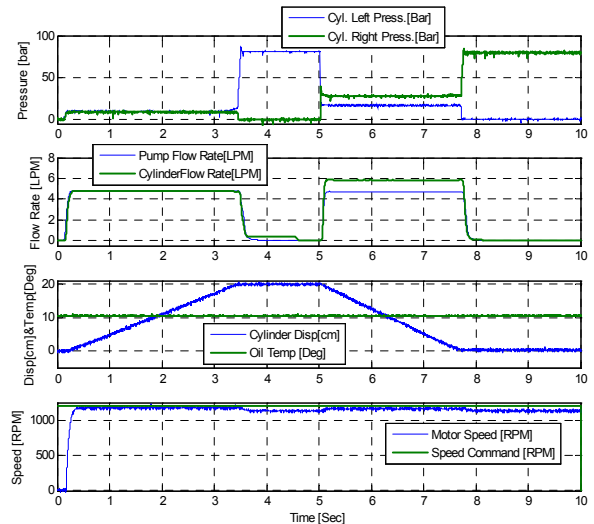 Cyl. Left Press.[Bar]
Cyl. Right Press.[Bar]
Pressure [bar]
100
50
0
0 1 2 3 4 5 6 7 8 9 10
Pump Flow Rate[LPM]
CylinderFlow Rate[LPM]
Flow Rate [LPM]
8
6
4
2
0
0 1 2 3 4 5 6 7 8 9 10
Disp[cm]&Temp[Deg]
20
10
0
Cylinder Disp[cm]
Oil Temp [Deg]
0 1 2 3 4 5 6 7 8 9 10
Speed [RPM]
1000
500
0
Motor Speed [RPM]
Speed Command [RPM]
0 1 2 3 4 5 6 7 8 9 10
Time [Sec]